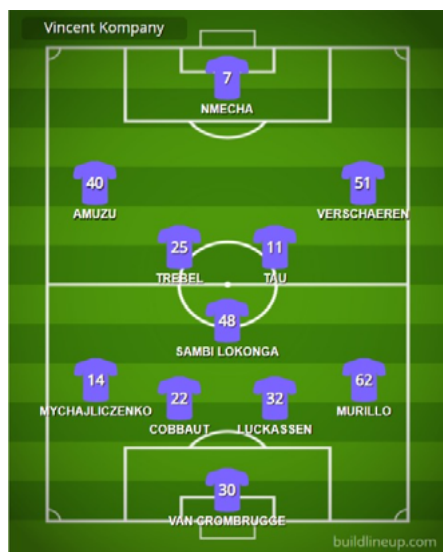 Vincent Kompany
7
NMECHA
40
AMUZU
51
VERSCHAEREN
25
TREBEL
11
TAU
48
SAMBI LOKONGA
14
MYCHAJLICZENKO
22
COBBAUT
32
LUCKASSEN
62
MURILLO
30
VAN CROMBRUGGE
buildlineup.com